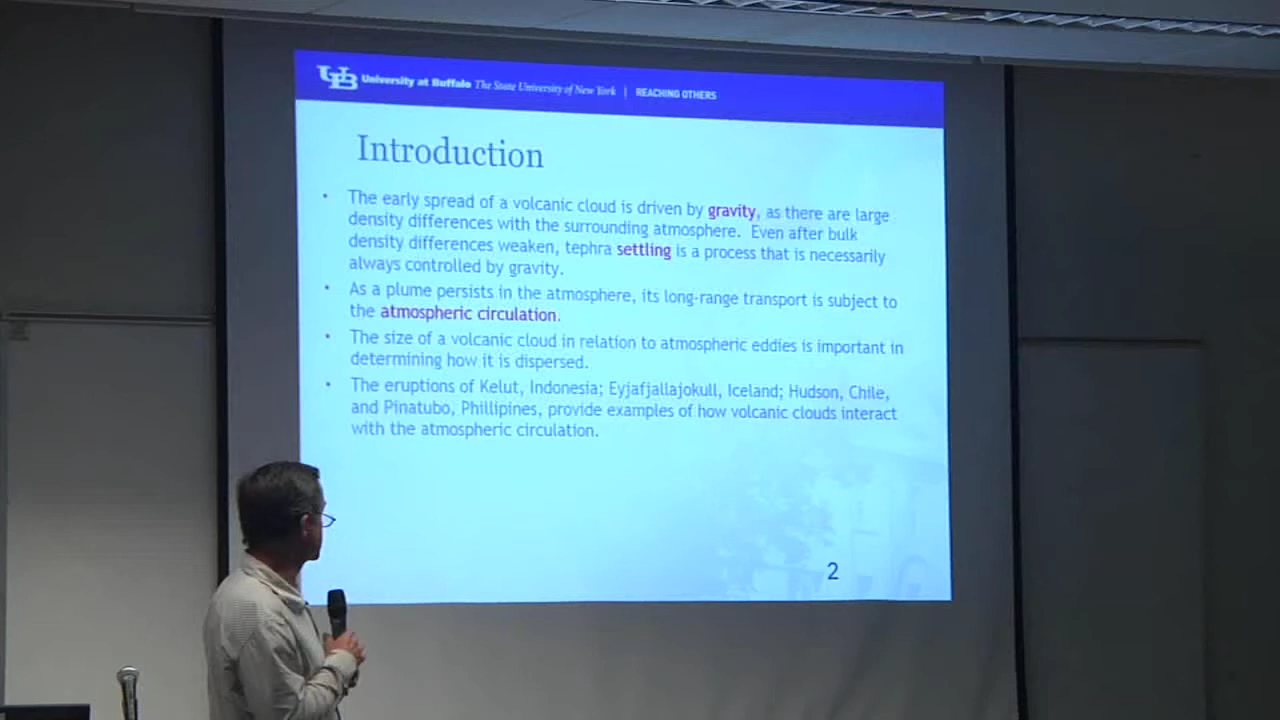 UB University at Buffalo The State University of New York | REACHING OTHERS
Introduction
• The early spread of a volcanic cloud is driven by gravity, as there are large
density differences with the surrounding atmosphere. Even after bulk
density differences weaken, tephra settling is a process that is necessarily
always controlled by gravity.
• As a plume persists in the atmosphere, its long-range transport is subject to
the atmospheric circulation.
• The size of a volcanic cloud in relation to atmospheric eddies is important in
determining how it is dispersed.
• The eruptions of Kelut, Indonesia; Eyjafjallajokull, Iceland; Hudson, Chile,
and Pinatubo, Phillipines, provide examples of how volcanic clouds interact
with the atmospheric circulation.
2